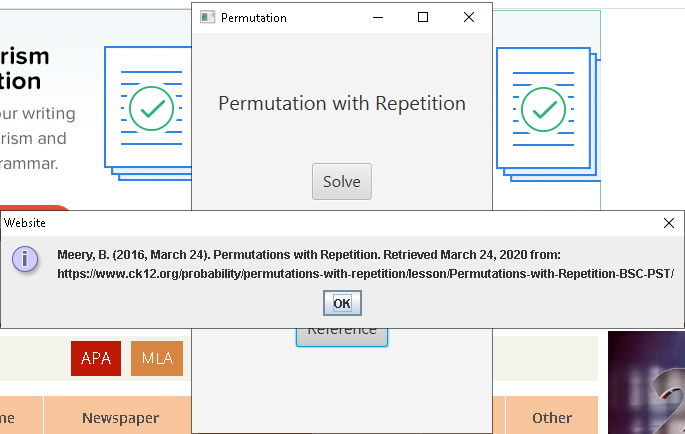 Permutation
rism
tion
our writing
rism and
rammar.
Permutation with Repetition
Solve
Website
Meery, B. (2016, March 24). Permutations with Repetition. Retrieved March 24, 2020 from:
https://www.ck12.org/probability/permutations-with-repetition/lesson/Permutations-with-Repetition-BSC-PST/
OK
Reference
APA
MLA
me
Newspaper
Other
2